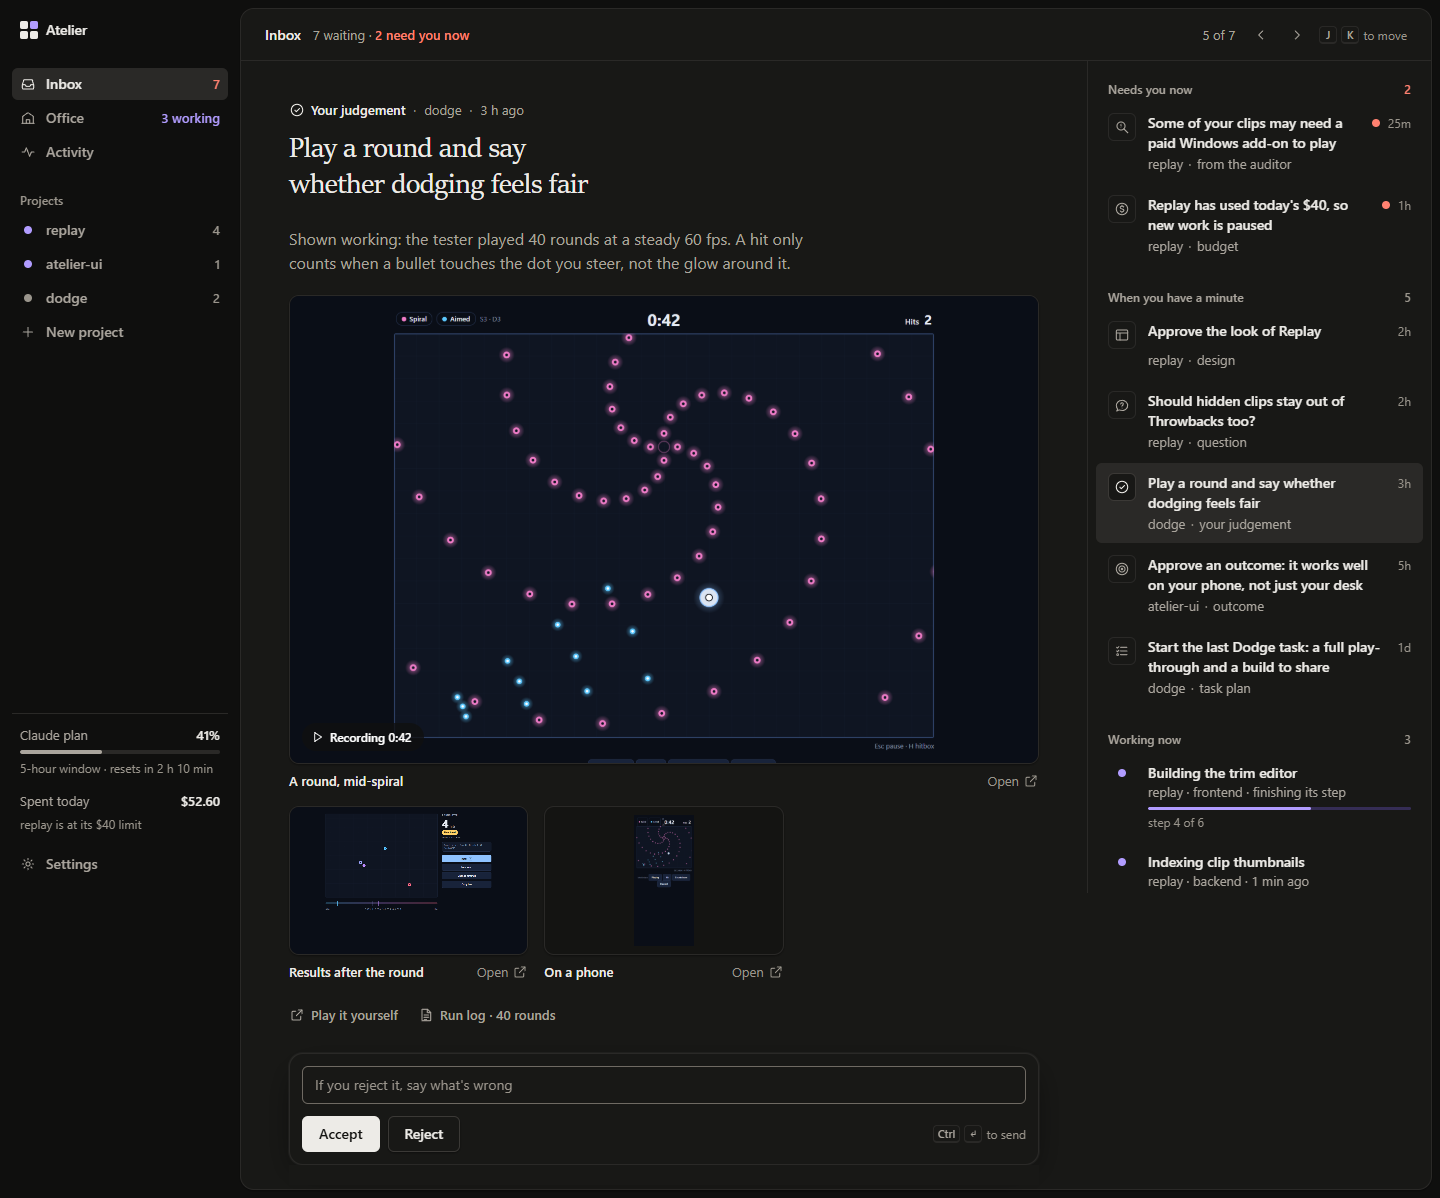 Atelier
Inbox 7
Office 3 working
Activity
Projects
replay 4
atelier-ui 1
dodge 2
New project
Claude plan 41%
5-hour window · resets in 2 h 10 min
Spent today $52.60
replay is at its $40 limit
Settings
Inbox 7 waiting · 2 need you now
5 of 7 J K to move
Your judgement · dodge · 3 h ago
Play a round and say
whether dodging feels fair
Shown working: the tester played 40 rounds at a steady 60 fps. A hit only
counts when a bullet touches the dot you steer, not the glow around it.
Spiral Aimed S3 · D3 0:42 Hits 2
Recording 0:42
Esc pause · H hitbox
A round, mid-spiral Open
4
0:42
Results after the round Open
On a phone Open
Play it yourself Run log · 40 rounds
If you reject it, say what's wrong
Accept Reject Ctrl ↵ to send
Needs you now 2
Some of your clips may need a 25m
paid Windows add-on to play
replay · from the auditor
Replay has used today's $40, so 1h
new work is paused
replay · budget
When you have a minute 5
Approve the look of Replay 2h
replay · design
Should hidden clips stay out of 2h
Throwbacks too?
replay · question
Play a round and say whether 3h
dodging feels fair
dodge · your judgement
Approve an outcome: it works well 5h
on your phone, not just your desk
atelier-ui · outcome
Start the last Dodge task: a full play- 1d
through and a build to share
dodge · task plan
Working now 3
Building the trim editor
replay · frontend · finishing its step
step 4 of 6
Indexing clip thumbnails
replay · backend · 1 min ago